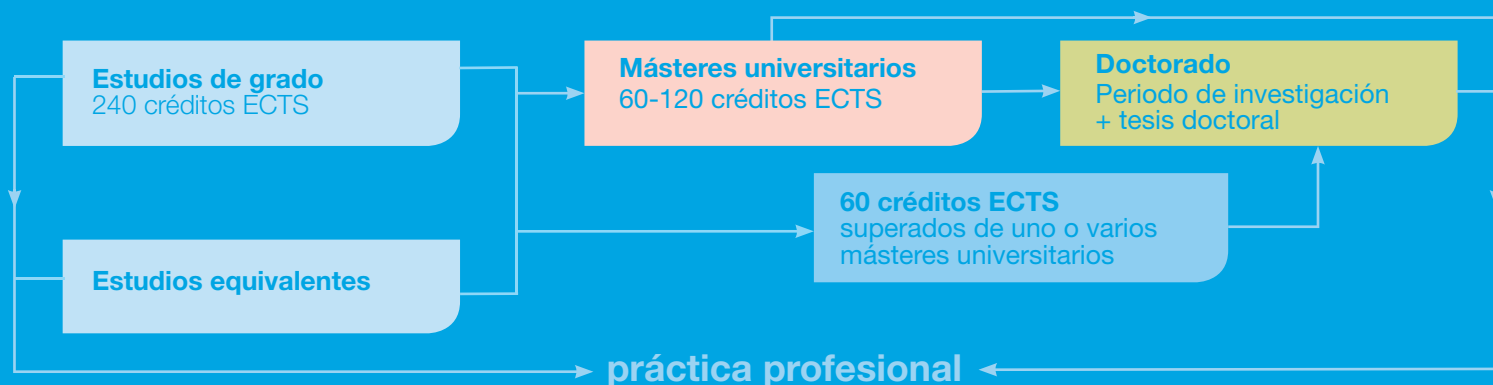 Estudios de grado
240 créditos ECTS
Másteres universitarios
60-120 créditos ECTS
Doctorado
Periodo de investigación
+ tesis doctoral
60 créditos ECTS
superados de uno o varios
másteres universitarios
Estudios equivalentes
práctica profesional